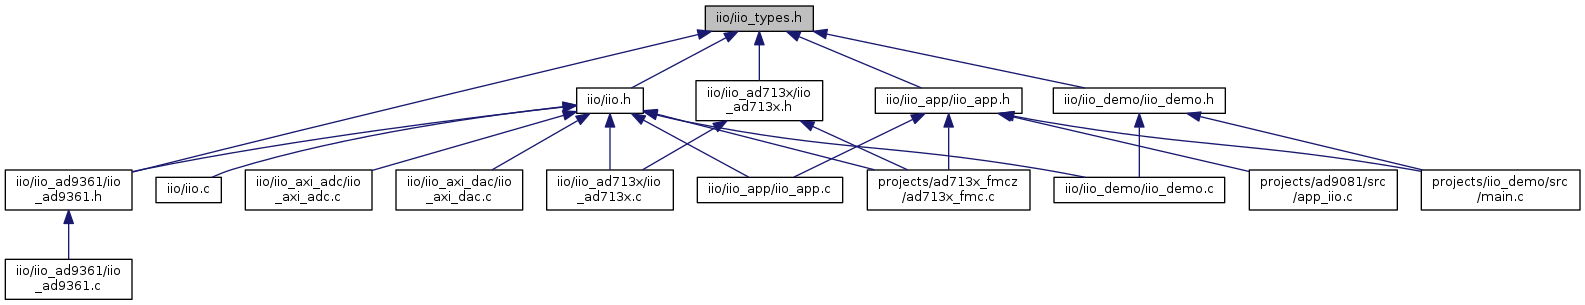 iio/iio_types.h
iio/iio.h
iio/iio_ad713x/iio
_ad713x.h
iio/iio_app/iio_app.h
iio/iio_demo/iio_demo.h
iio/iio_ad9361/iio
_ad9361.h
iio/iio.c
iio/iio_axi_adc/iio
_axi_adc.c
iio/iio_axi_dac/iio
_axi_dac.c
iio/iio_ad713x/iio
_ad713x.c
iio/iio_app/iio_app.c
projects/ad713x_fmcz
/ad713x_fmc.c
iio/iio_demo/iio_demo.c
projects/ad9081/src
/app_iio.c
projects/iio_demo/src
/main.c
iio/iio_ad9361/iio
_ad9361.c